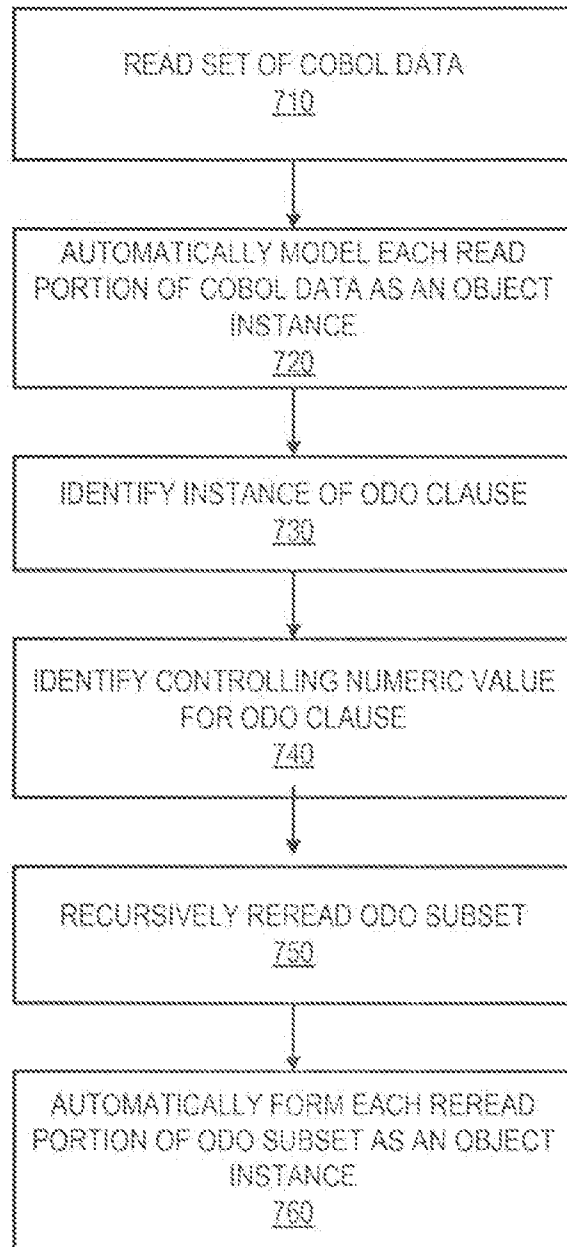 READ SET OF COBOL DATA
710
AUTOMATICALLY MODEL EACH READ
PORTION OF COBOL DATA AS AN OBJECT
INSTANCE
720
IDENTIFY INSTANCE OF ODO CLAUSE
730
IDENTIFY CONTROLLING NUMERIC VALUE
FOR ODO CLAUSE
740
RECURSIVELY REREAD ODO SUBSET
750
AUTOMATICALLY FORM EACH REREAD
PORTION OF ODO SUBSET AS AN OBJECT
INSTANCE
760